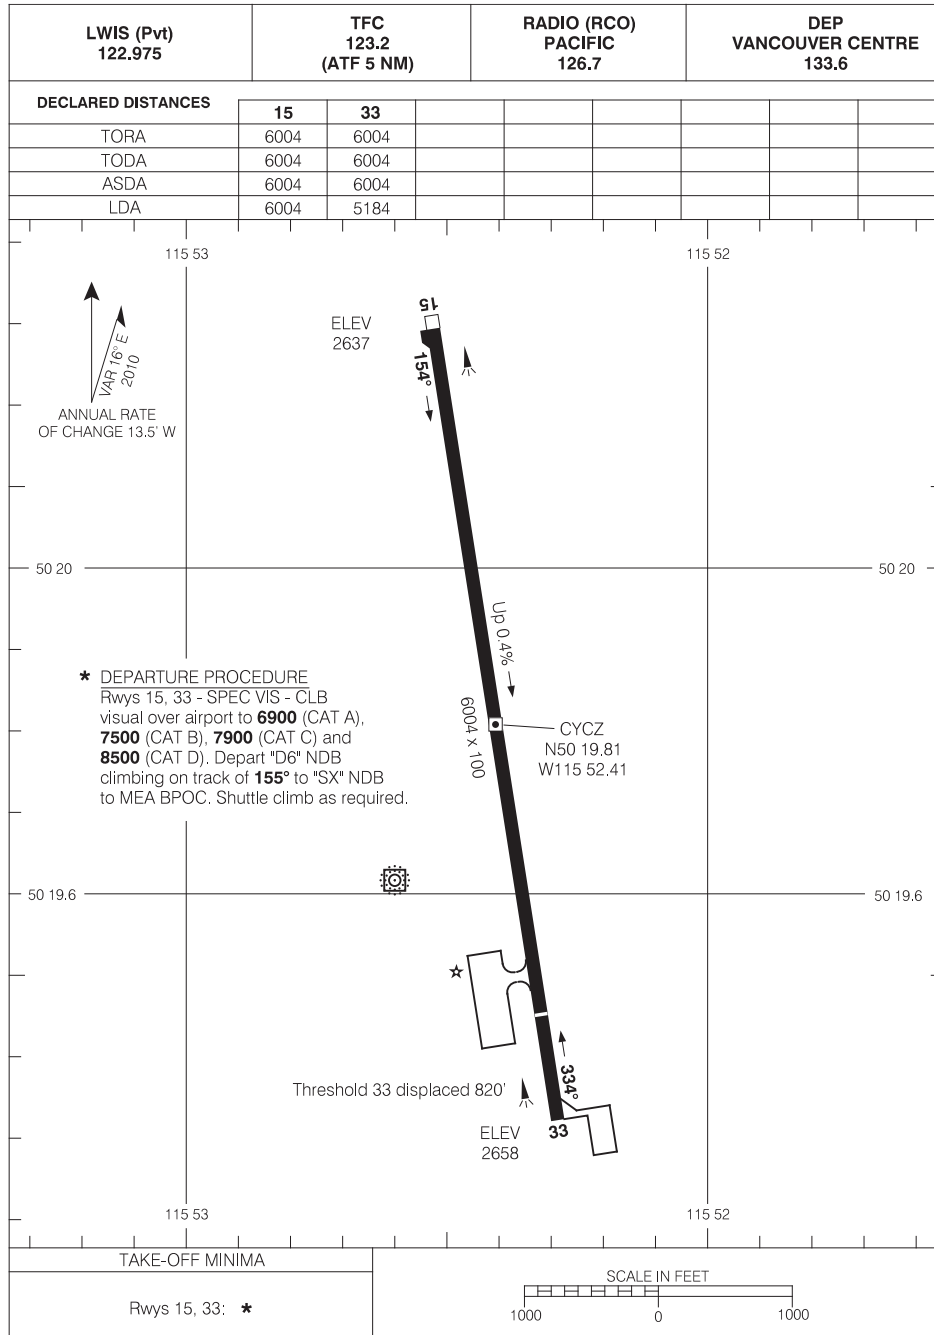 LWIS (Pvt)
122.975
TFC
123.2
(ATF 5 NM)
RADIO (RCO)
PACIFIC
126.7
DEP
VANCOUVER CENTRE
133.6
DECLARED DISTANCES
15 33
TORA 6004 6004
TODA 6004 6004
ASDA 6004 6004
LDA 6004 5184
115 53
115 52
VAR 16° E
2010
ANNUAL RATE
OF CHANGE 13.5' W
ELEV
2637
15
154°
50 20
50 20
Up 0.4%
6004 x 100
* DEPARTURE PROCEDURE
Rwys 15, 33 - SPEC VIS - CLB
visual over airport to 6900 (CAT A),
7500 (CAT B), 7900 (CAT C) and
8500 (CAT D). Depart "D6" NDB
climbing on track of 155° to "SX" NDB
to MEA BPOC. Shuttle climb as required.
CYCZ
N50 19.81
W115 52.41
50 19.6
50 19.6
Threshold 33 displaced 820'
334°
ELEV
2658
33
115 53
115 52
TAKE-OFF MINIMA
Rwys 15, 33: *
SCALE IN FEET
1000 0 1000